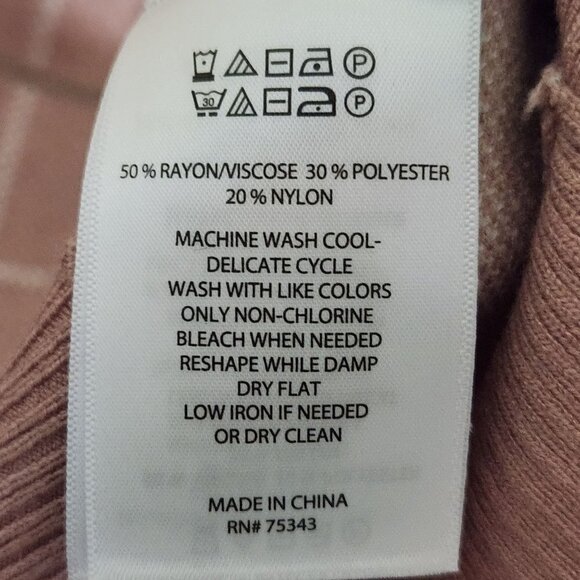 P
30 P
50 % RAYON/VISCOSE 30 % POLYESTER
20 % NYLON
MACHINE WASH COOL-
DELICATE CYCLE
WASH WITH LIKE COLORS
ONLY NON-CHLORINE
BLEACH WHEN NEEDED
RESHAPE WHILE DAMP
DRY FLAT
LOW IRON IF NEEDED
OR DRY CLEAN
MADE IN CHINA
RN# 75343